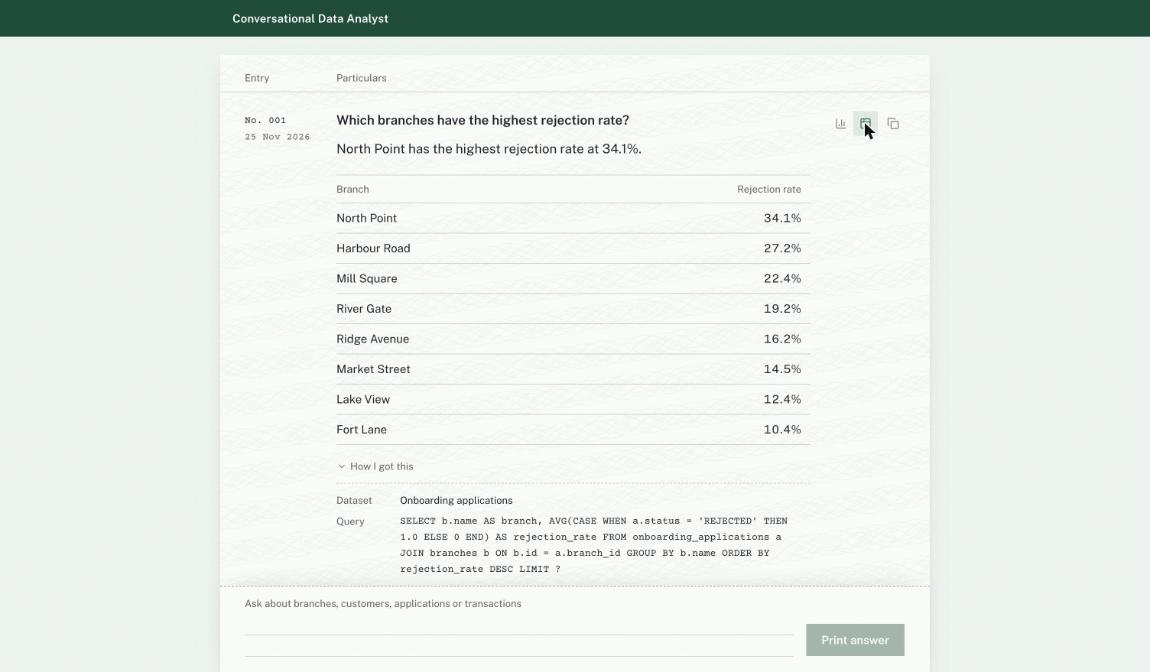 Conversational Data Analyst
Entry Particulars
No. 001
25 Nov 2026
Which branches have the highest rejection rate?
North Point has the highest rejection rate at 34.1%.
Branch Rejection rate
North Point 34.1%
Harbour Road 27.2%
Mill Square 22.4%
River Gate 19.2%
Ridge Avenue 16.2%
Market Street 14.5%
Lake View 12.4%
Fort Lane 10.4%
How I got this
Dataset Onboarding applications
Query SELECT b.name AS branch, AVG(CASE WHEN a.status = 'REJECTED' THEN
1.0 ELSE 0 END) AS rejection_rate FROM onboarding_applications a
JOIN branches b ON b.id = a.branch_id GROUP BY b.name ORDER BY
rejection_rate DESC LIMIT ?
Ask about branches, customers, applications or transactions
Print answer